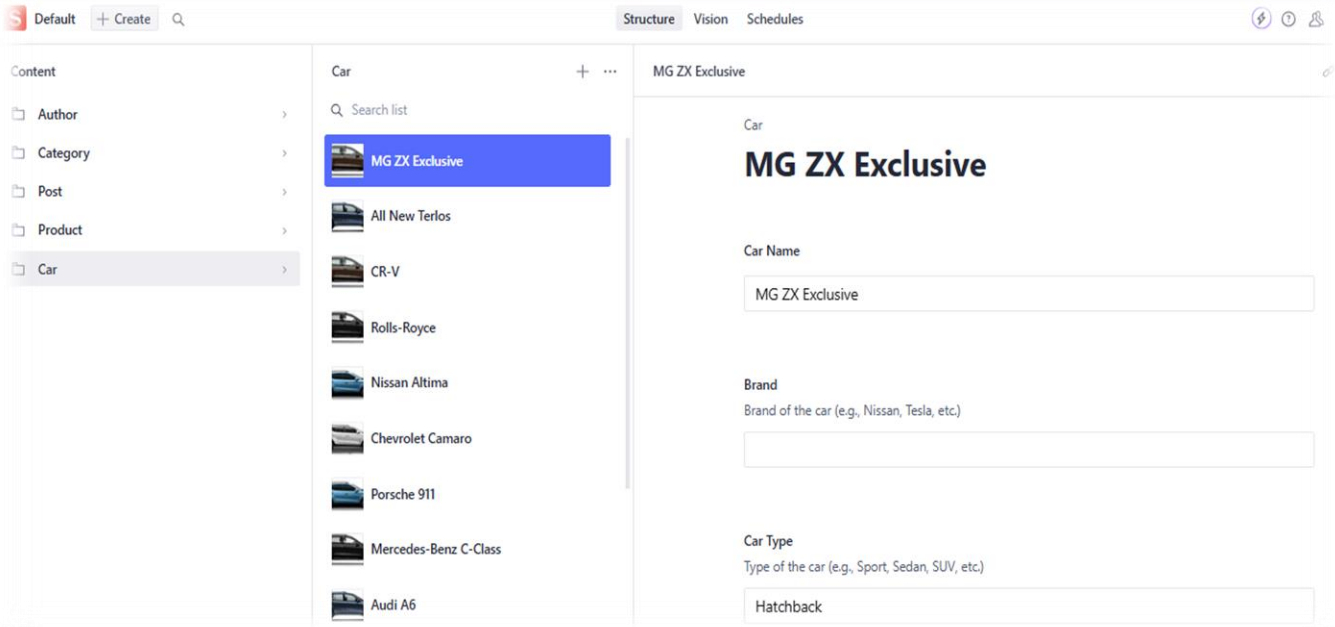 S Default + Create Structure Vision Schedules
Content
Author
Category
Post
Product
Car
Car
Search list
MG ZX Exclusive
All New Terlos
CR-V
Rolls-Royce
Nissan Altima
Chevrolet Camaro
Porsche 911
Mercedes-Benz C-Class
Audi A6
MG ZX Exclusive
Car
MG ZX Exclusive
Car Name
MG ZX Exclusive
Brand
Brand of the car (e.g., Nissan, Tesla, etc.)
Car Type
Type of the car (e.g., Sport, Sedan, SUV, etc.)
Hatchback